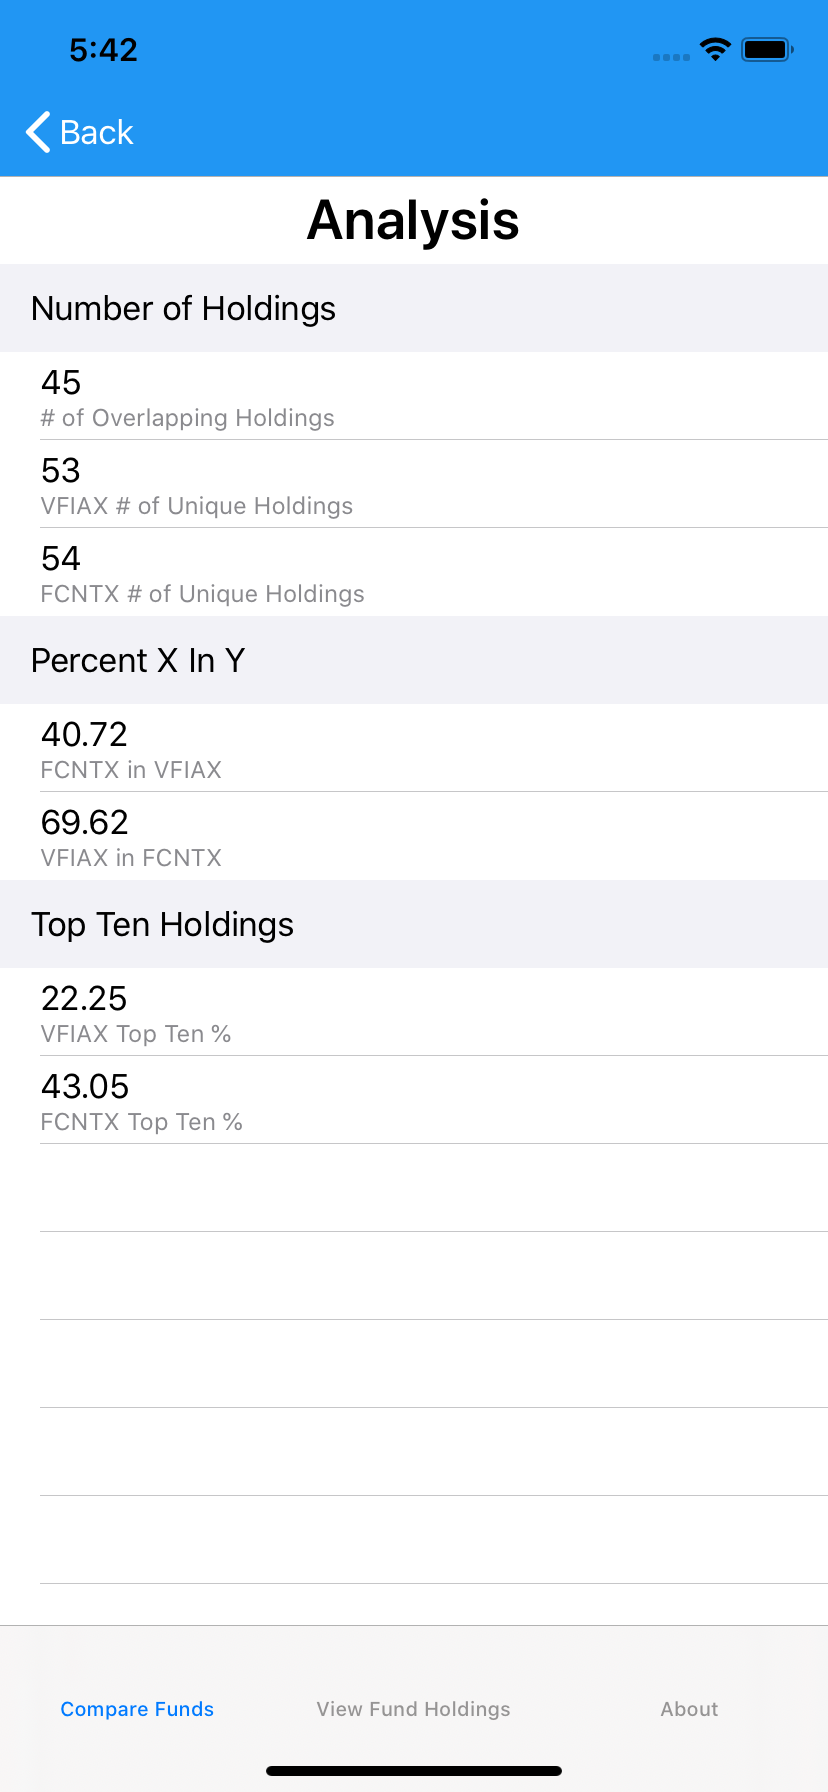 5:42
Back
Analysis
Number of Holdings
45
# of Overlapping Holdings
53
VFIAX # of Unique Holdings
54
FCNTX # of Unique Holdings
Percent X In Y
40.72
FCNTX in VFIAX
69.62
VFIAX in FCNTX
Top Ten Holdings
22.25
VFIAX Top Ten %
43.05
FCNTX Top Ten %
Compare Funds View Fund Holdings About